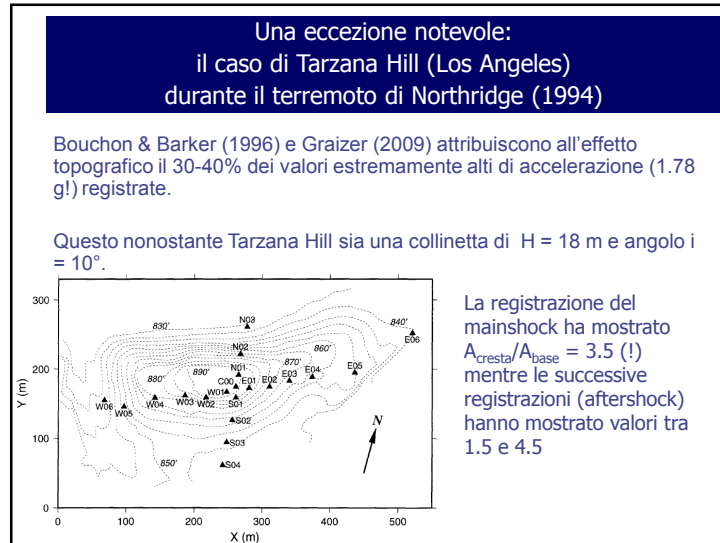 Una eccezione notevole:
il caso di Tarzana Hill (Los Angeles)
durante il terremoto di Northridge (1994)
Bouchon & Barker (1996) e Graizer (2009) attribuiscono all'effetto
topografico il 30-40% dei valori estremamente alti di accelerazione (1.78
g!) registrate.
Questo nonostante Tarzana Hill sia una collinetta di H = 18 m e angolo i
= 10°.
La registrazione del
mainshock ha mostrato
Acresta/Abase = 3.5 (!)
mentre le successive
registrazioni (aftershock)
hanno mostrato valori tra
1.5 e 4.5
Y (m)
300
200
100
0
830'
N03
840'
E06
N02
860'
890'
N01
870'
880'
C00
E01
E02
E03
E04
E05
W06
W05
W04
W03
W02
W01
S01
S02
S03
850'
S04
N
0
100
200
300
400
500
X (m)